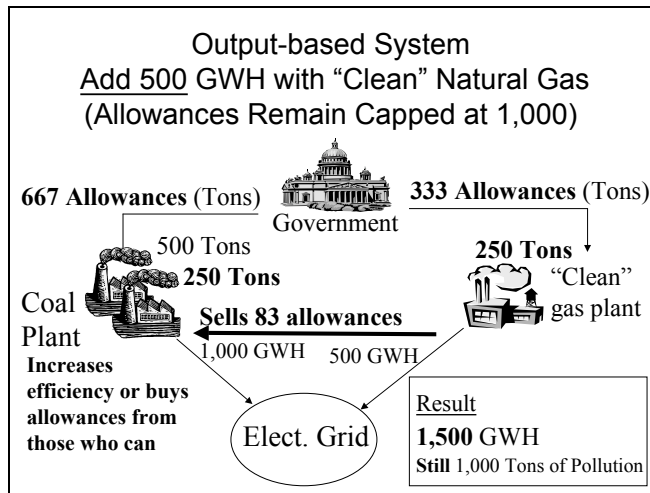 Output-based System
Add 500 GWH with “Clean” Natural Gas
(Allowances Remain Capped at 1,000)
667 Allowances (Tons)
Government
333 Allowances (Tons)
500 Tons
250 Tons
Coal
Plant
Increases
efficiency or buys
allowances from
those who can
250 Tons
“Clean”
gas plant
Sells 83 allowances
1,000 GWH
500 GWH
Elect. Grid
Result
1,500 GWH
Still 1,000 Tons of Pollution